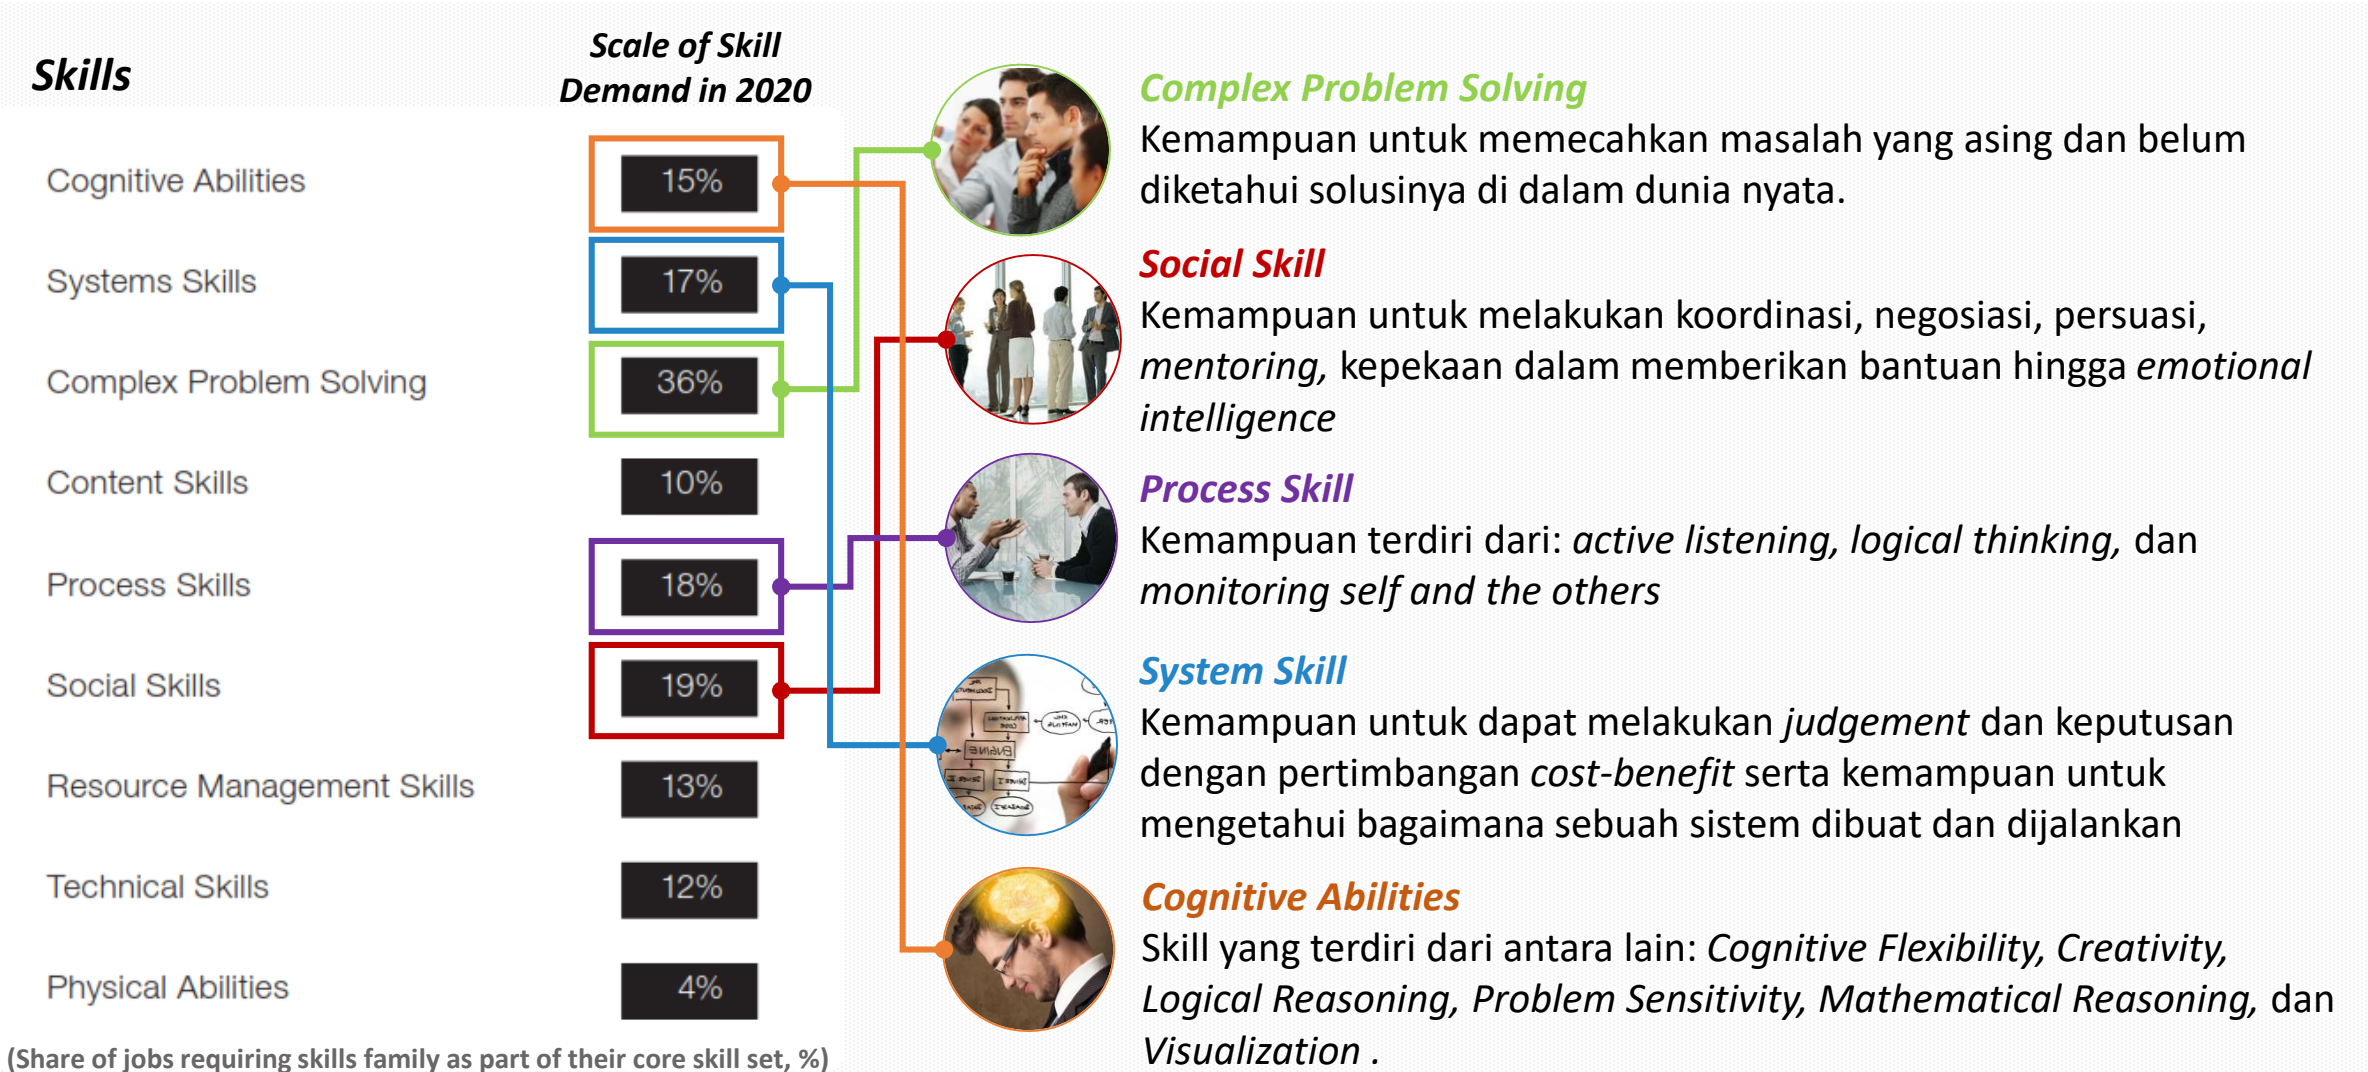 Skills
Scale of Skill
Demand in 2020
Cognitive Abilities
15%
Systems Skills
17%
Complex Problem Solving
36%
Content Skills
10%
Process Skills
18%
Social Skills
19%
Resource Management Skills
13%
Technical Skills
12%
Physical Abilities
4%
(Share of jobs requiring skills family as part of their core skill set, %)
Complex Problem Solving
Kemampuan untuk memecahkan masalah yang asing dan belum
diketahui solusinya di dalam dunia nyata.
Social Skill
Kemampuan untuk melakukan koordinasi, negosiasi, persuasi,
mentoring, kepekaan dalam memberikan bantuan hingga emotional
intelligence
Process Skill
Kemampuan terdiri dari: active listening, logical thinking, dan
monitoring self and the others
System Skill
Kemampuan untuk dapat melakukan judgement dan keputusan
dengan pertimbangan cost-benefit serta kemampuan untuk
mengetahui bagaimana sebuah sistem dibuat dan dijalankan
ENGINE
Cognitive Abilities
Skill yang terdiri dari antara lain: Cognitive Flexibility, Creativity,
Logical Reasoning, Problem Sensitivity, Mathematical Reasoning, dan
Visualization .